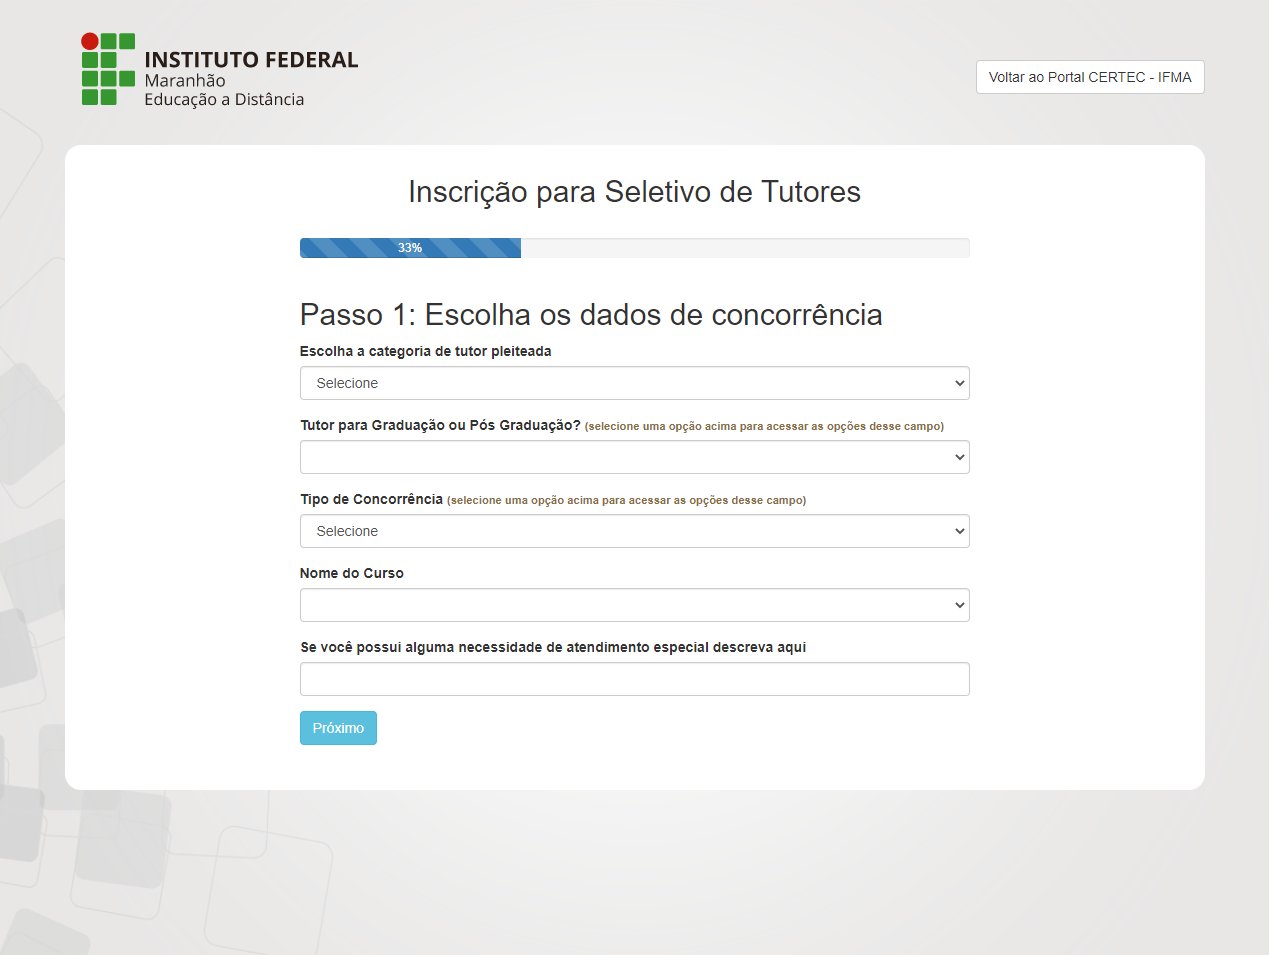 INSTITUTO FEDERAL
Maranhão
Educação a Distância
Voltar ao Portal CERTEC - IFMA
Inscrição para Seletivo de Tutores
33%
Passo 1: Escolha os dados de concorrência
Escolha a categoria de tutor pleiteada
Selecione
Tutor para Graduação ou Pós Graduação? (selecione uma opção acima para acessar as opções desse campo)
Tipo de Concorrência (selecione uma opção acima para acessar as opções desse campo)
Selecione
Nome do Curso
Se você possui alguma necessidade de atendimento especial descreva aqui
Próximo